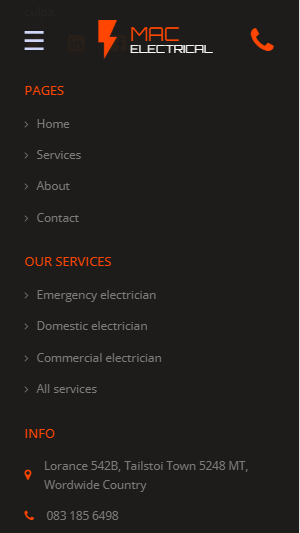 culpa
MAC
ELECTRICAL
PAGES
Home
Services
About
Contact
OUR SERVICES
Emergency electrician
Domestic electrician
Commercial electrician
All services
INFO
Lorance 542B, Tailstoi Town 5248 MT,
Wordwide Country
083 185 6498